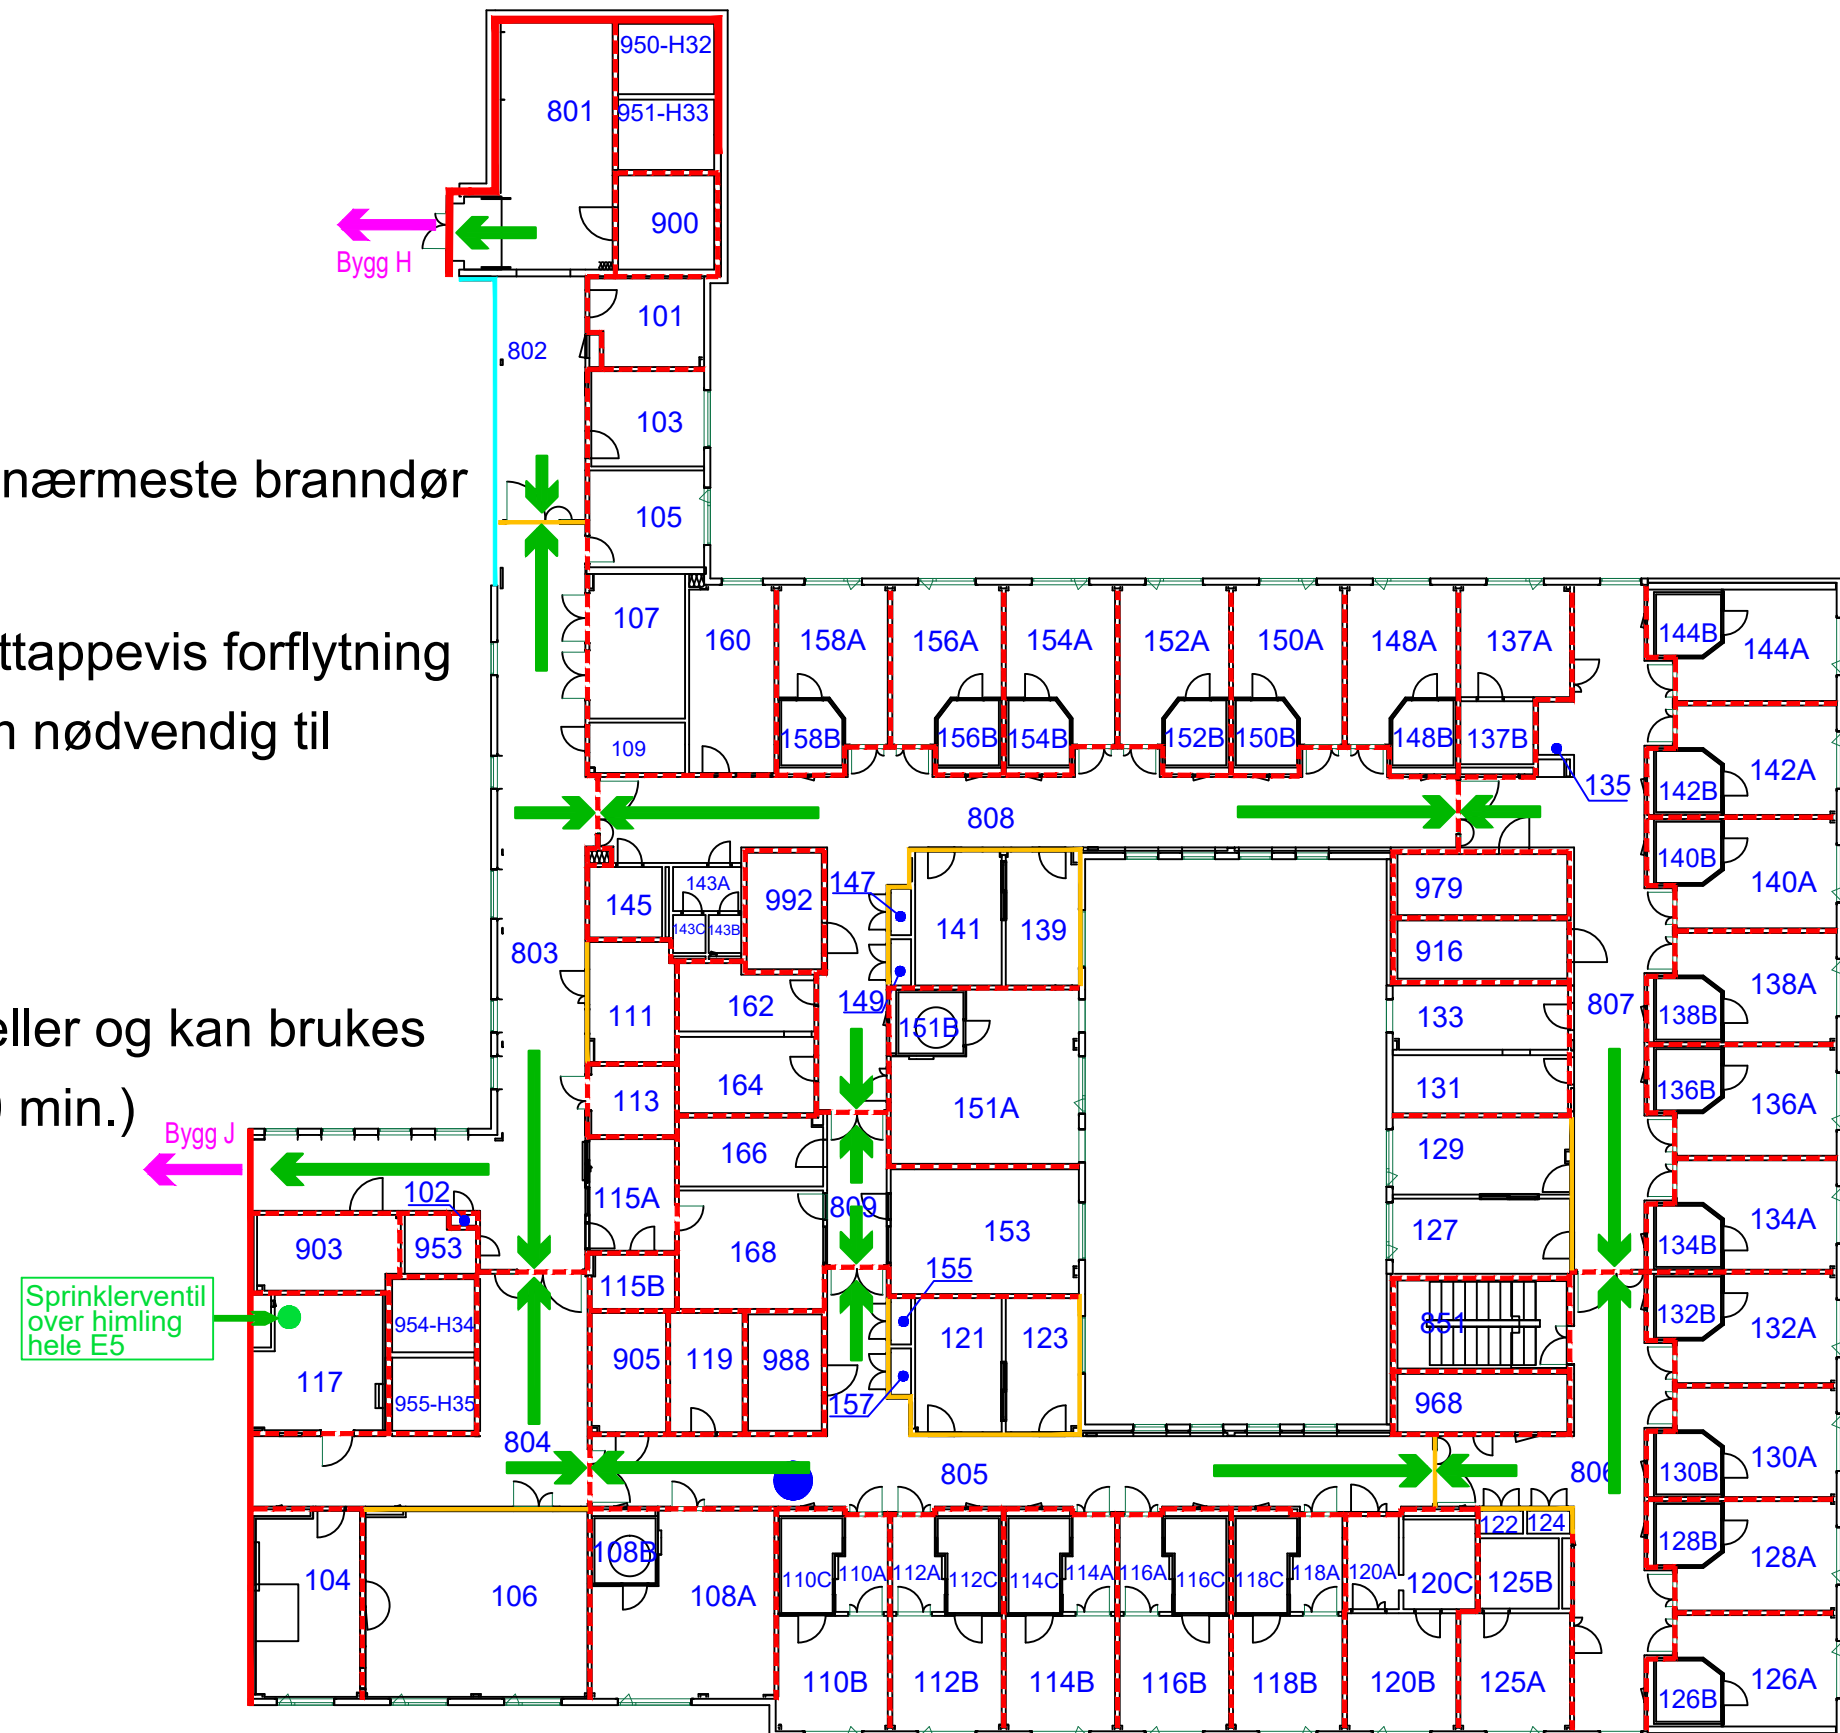 950-H32
801
951-H33
900
Bygg H
101
802
103
nærmeste branndør
105
107
160
158A
156A
154A
152A
150A
148A
137A
144B
144A
ttappevis forflytning
nødvendig til
109
158B
156B
154B
152B
150B
148B
137B
135
142A
142B
808
140B
147
143A
979
140A
145
992
143C
143B
141
139
916
803
149
138A
807
138B
111
162
151B
133
eller og kan brukes
164
131
136B
113
151A
136A
min.)
Bygg J
166
129
102
115A
809
134A
903
953
168
153
127
134B
155
115B
Sprinklerventil
over himling
hele E5
954-H34
851
132B
132A
905
119
988
121
123
117
955-H35
157
968
804
805
806
130B
130A
122
124
108B
128B
104
106
108A
110C
110A
112A
112C
114C
114A
116A
116C
118C
118A
120A
120C
125B
128A
110B
112B
114B
116B
118B
120B
125A
126B
126A